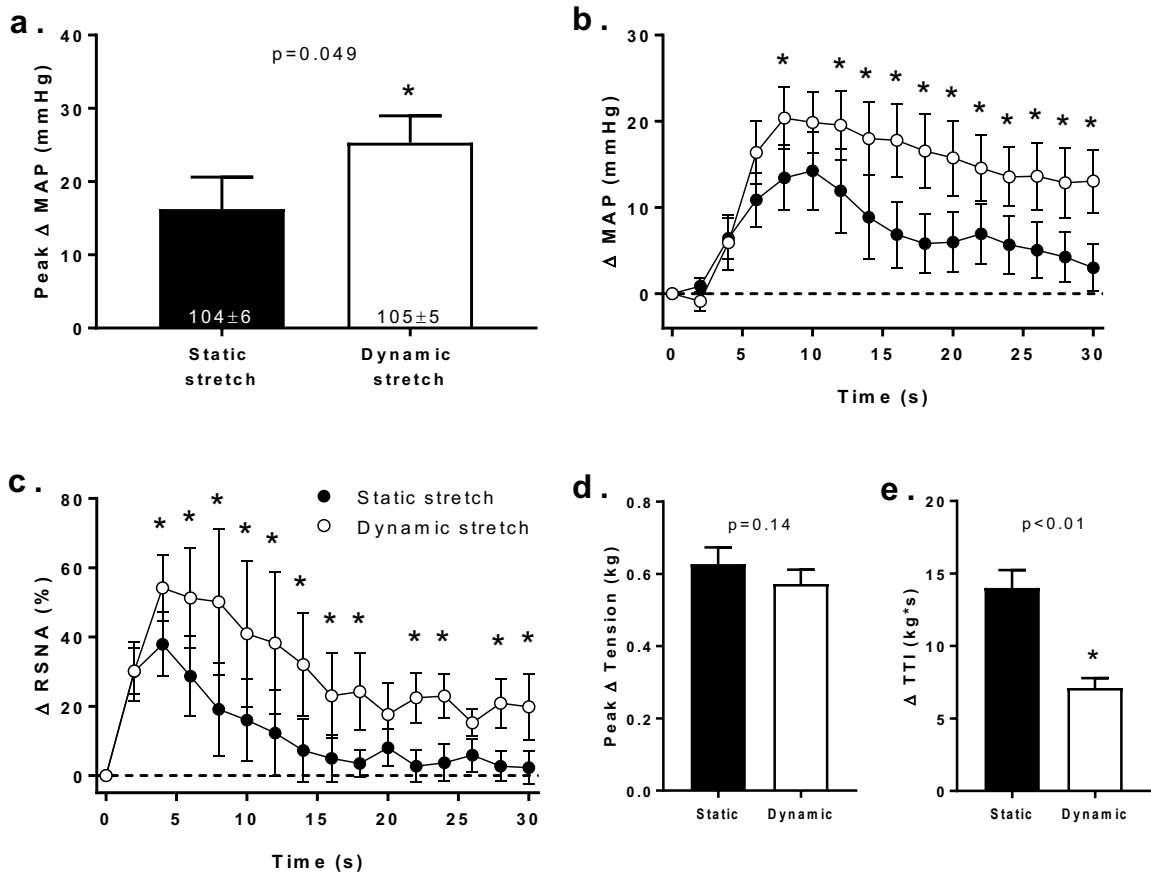 a.
40
30
20
10
0
Peak Δ MAP (mmHg)
p=0.049
*
104±6
105±5
Static
stretch
Dynamic
stretch
b.
30
20
10
0
Δ MAP (mmHg)
* * * * * * * * * * *
0 5 10 15 20 25 30
Time (s)
c.
80
60
40
20
0
Δ RSNA (%)
Static stretch
Dynamic stretch
* * * * * * * * * * * *
0 5 10 15 20 25 30
Time (s)
d.
0.8
0.6
0.4
0.2
0.0
Peak Δ Tension (kg)
p=0.14
Static Dynamic
e.
20
15
10
5
0
Δ TTI (kg*s)
p<0.01
*
Static Dynamic